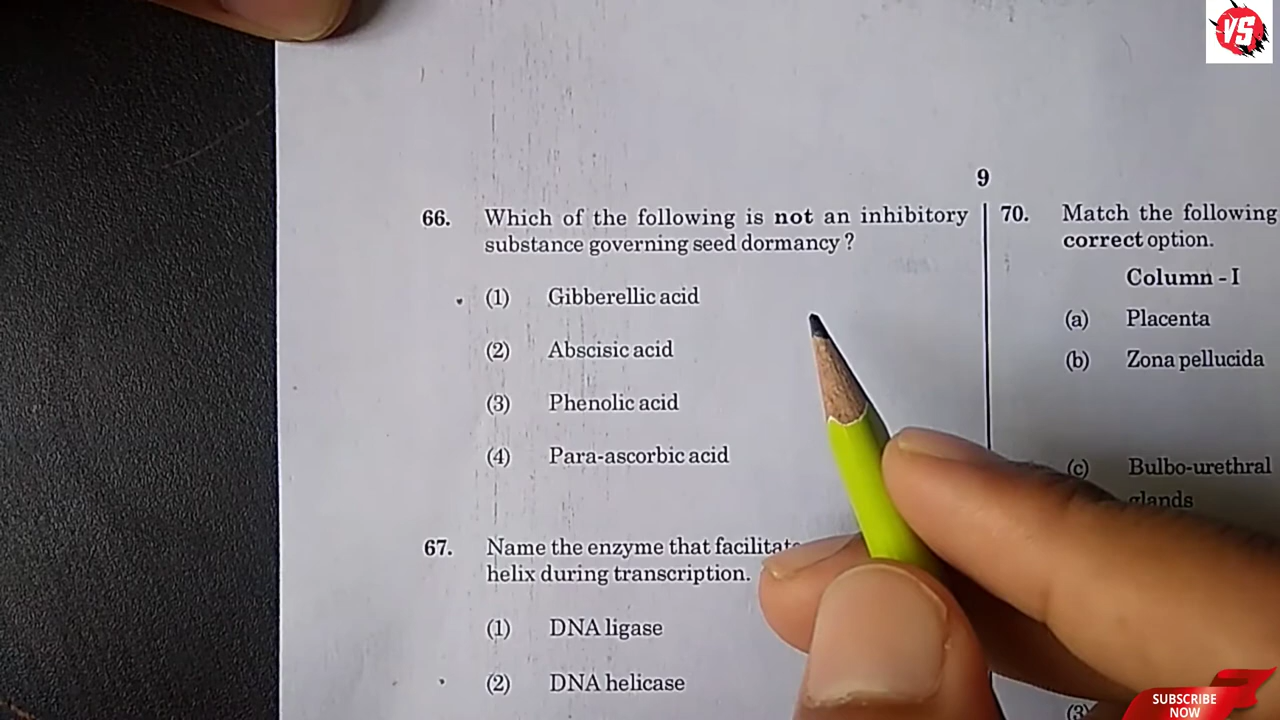 VS
9
66. Which of the following is not an inhibitory
substance governing seed dormancy ?
(1) Gibberellic acid
(2) Abscisic acid
(3) Phenolic acid
(4) Para-ascorbic acid
67. Name the enzyme that
helix during transcription.
(1) DNA ligase
(2) DNA helicase
70. Match the following
correct option.
Column - I
(a) Placenta
(b) Zona pellucida
(c) Bulbo-urethral
glands
(3)
SUBSCRIBE
NOW